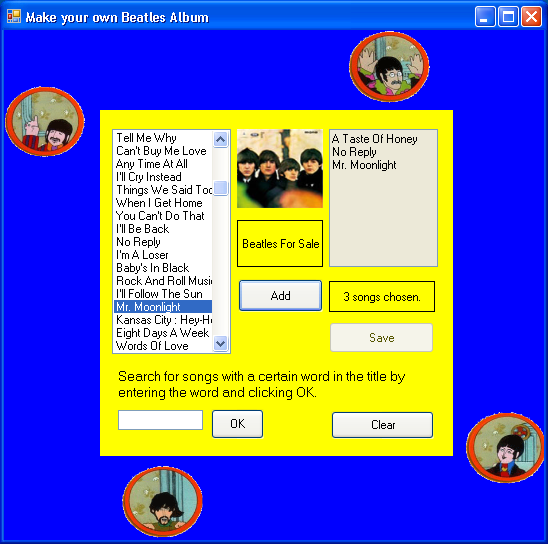 Make your own Beatles Album
Tell Me Why
Can't Buy Me Love
Any Time At All
I'll Cry Instead
Things We Said Too
When I Get Home
You Can't Do That
I'll Be Back
No Reply
I'm A Loser
Baby's In Black
Rock And Roll Music
I'll Follow The Sun
Mr. Moonlight
Kansas City : Hey-He
Eight Days A Week
Words Of Love
Beatles For Sale
Add
A Taste Of Honey
No Reply
Mr. Moonlight
3 songs chosen.
Save
Search for songs with a certain word in the title by
entering the word and clicking OK.
OK
Clear